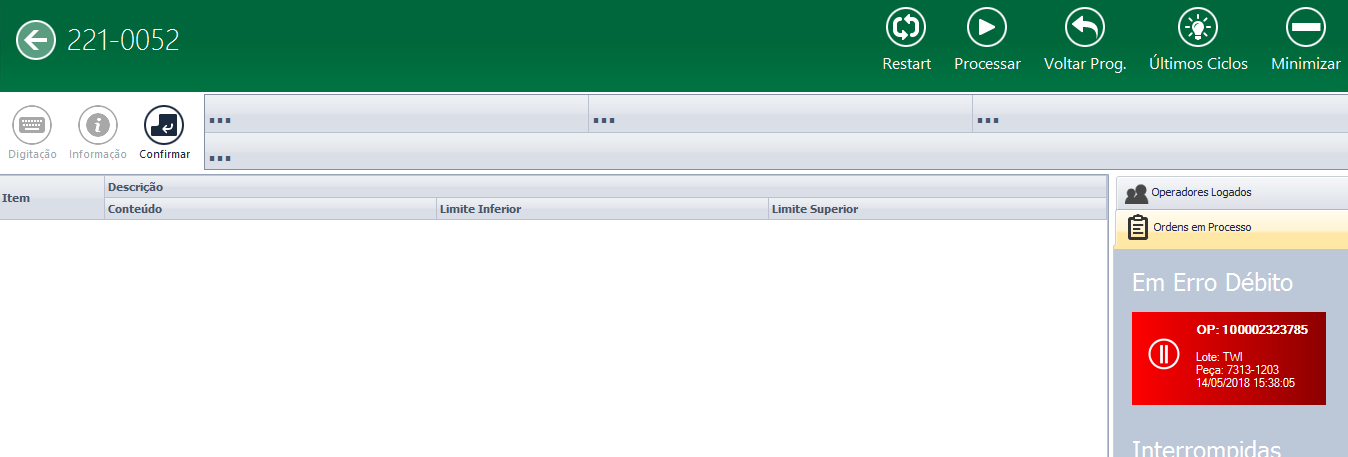 221-0052
Restart
Processar
Voltar Prog.
Últimos Ciclos
Minimizar
Digitação
Informação
Confirmar
...
...
...
...
Item
Descrição
Conteúdo
Limite Inferior
Limite Superior
Operadores Logados
Ordens em Processo
Em Erro Débito
OP: 100002323785
Lote: TWI
Peça: 7313-1203
14/05/2018 15:38:05
Interrompidas